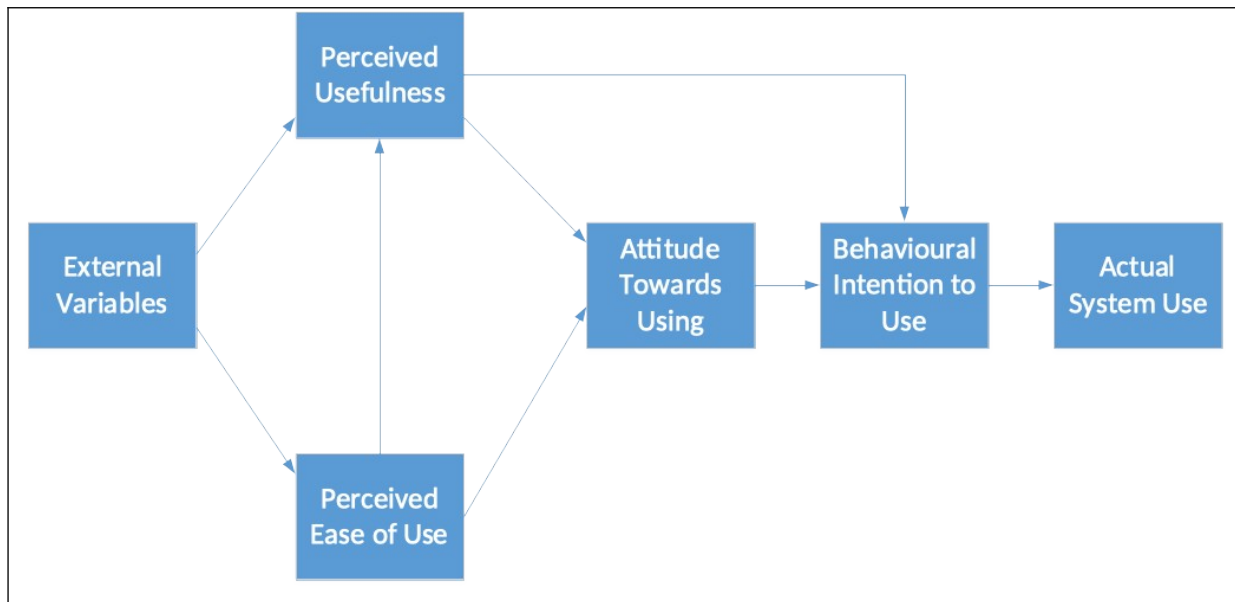 Perceived
Usefulness
External
Variables
Attitude
Towards
Using
Behavioural
Intention to
Use
Actual
System Use
Perceived
Ease of Use